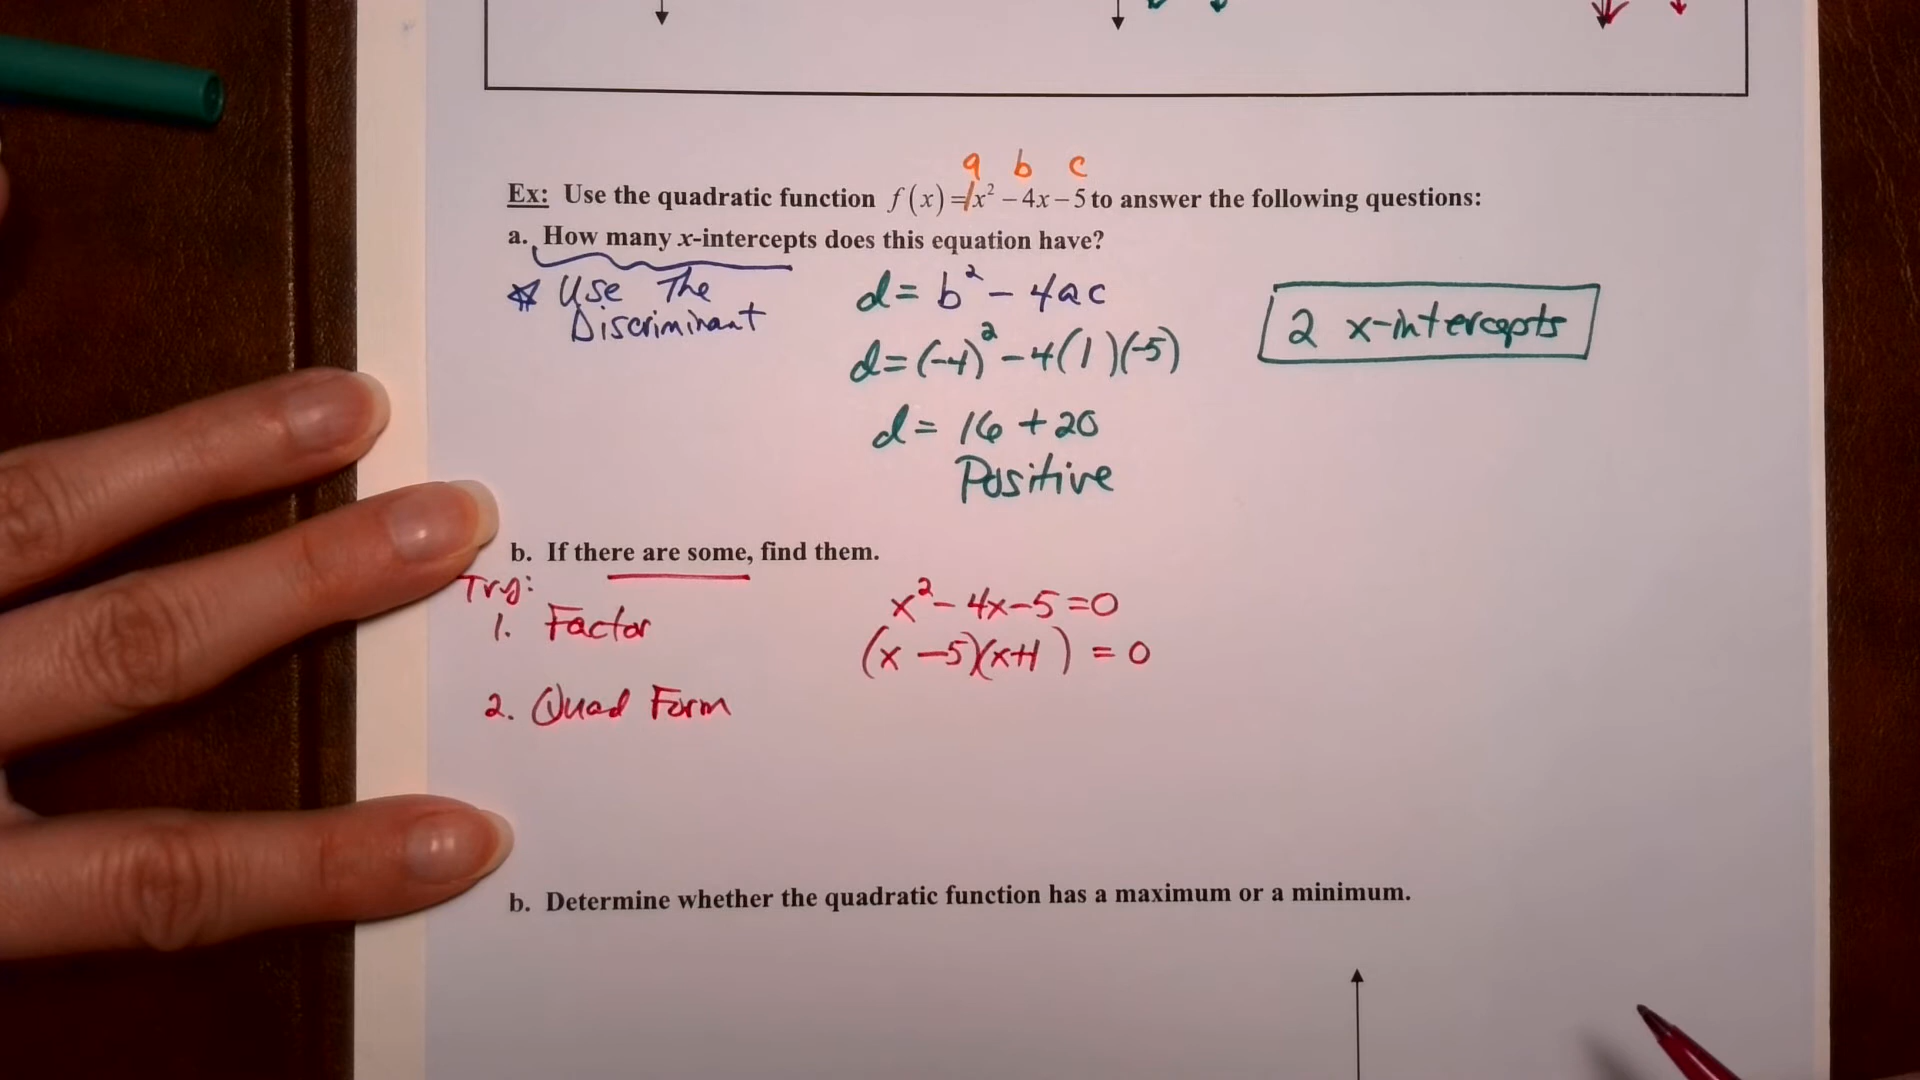 a b c
Ex: Use the quadratic function f(x)=1x² − 4x − 5 to answer the following questions:
a. How many x-intercepts does this equation have?
☆ Use The
Discriminant
d = b² − 4ac
d = (−4)² − 4(1)(−5)
d = 16 + 20
Positive
2 x-intercepts
b. If there are some, find them.
Try:
1. Factor
2. Quad Form
x² − 4x − 5 = 0
(x − 5)(x+1) = 0
b. Determine whether the quadratic function has a maximum or a minimum.